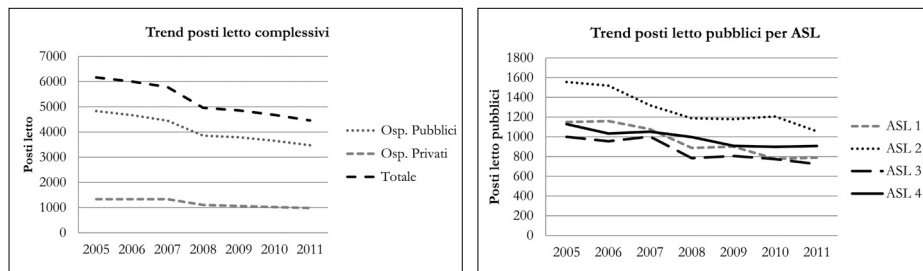 Trend posti letto complessivi
Posti letto
7000
6000
5000
4000
3000
2000
1000
0
2005 2006 2007 2008 2009 2010 2011
Osp. Pubblici
Osp. Privati
Totale
Trend posti letto pubblici per ASL
Posti letto pubblici
1800
1600
1400
1200
1000
800
600
400
200
0
2005 2006 2007 2008 2009 2010 2011
ASL 1
ASL 2
ASL 3
ASL 4